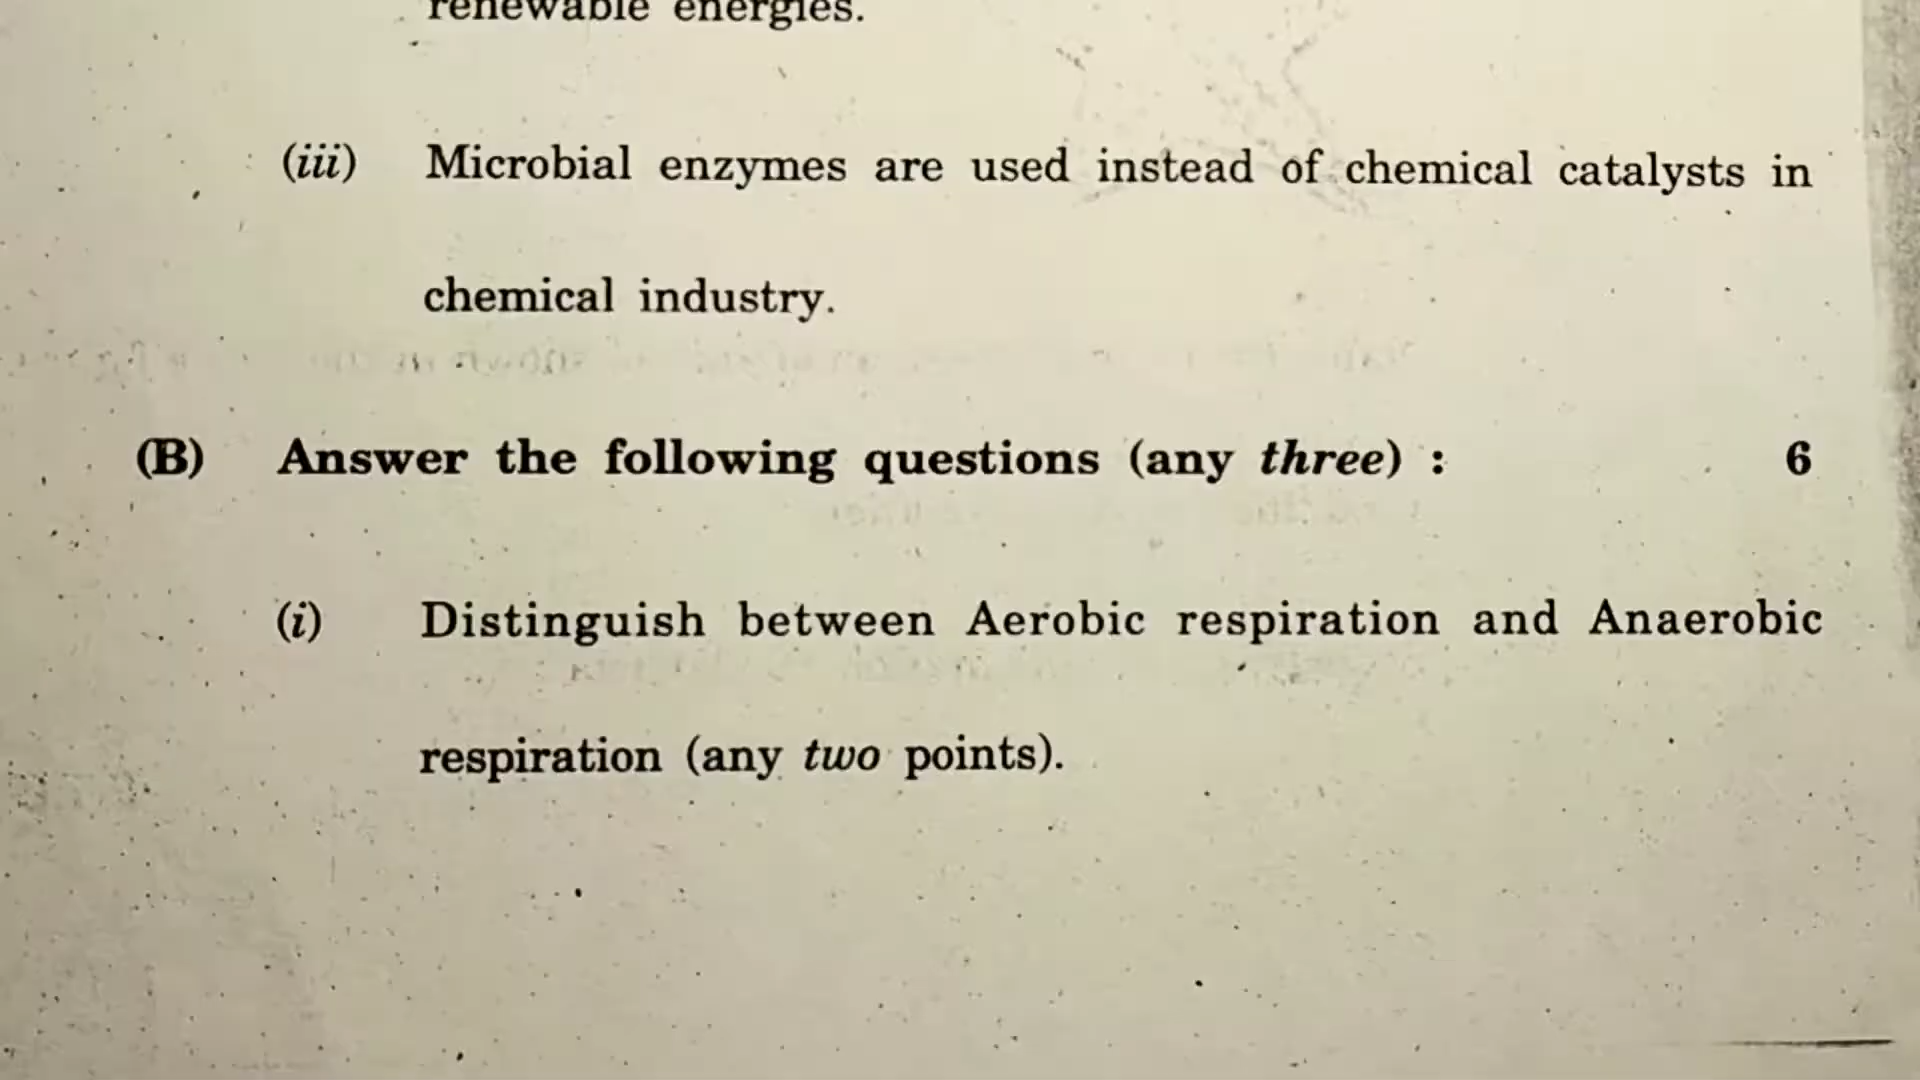 renewable energies.
(iii) Microbial enzymes are used instead of chemical catalysts in
chemical industry.
(B) Answer the following questions (any three) : 6
(i) Distinguish between Aerobic respiration and Anaerobic
respiration (any two points).